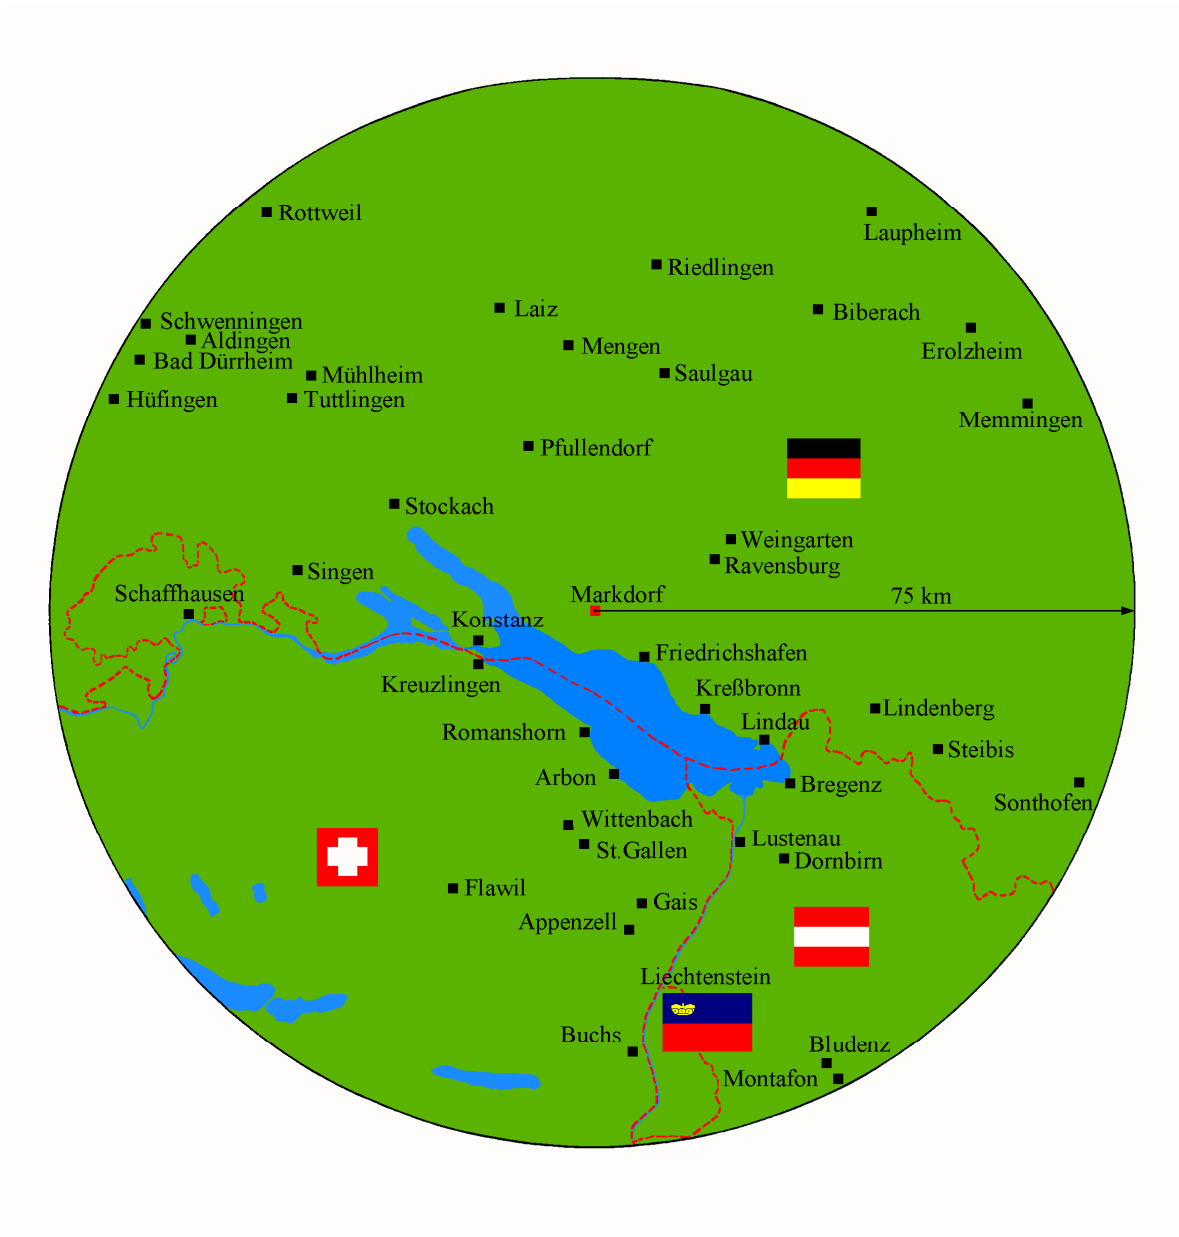 Rottweil
Laupheim
Riedlingen
Laiz
Biberach
Schwenningen
Aldingen
Erolzheim
Mengen
Bad Dürrheim
Mühlheim
Saulgau
Hüfingen
Tuttlingen
Memmingen
Pfullendorf
Stockach
Weingarten
Ravensburg
Singen
Schaffhausen
Markdorf
75 km
Konstanz
Friedrichshafen
Kreuzlingen
Kreßbronn
Lindenberg
Lindau
Romanshorn
Steibis
Arbon
Bregenz
Sonthofen
Wittenbach
Lustenau
St.Gallen
Dornbirn
Flawil
Gais
Appenzell
Liechtenstein
Buchs
Bludenz
Montafon